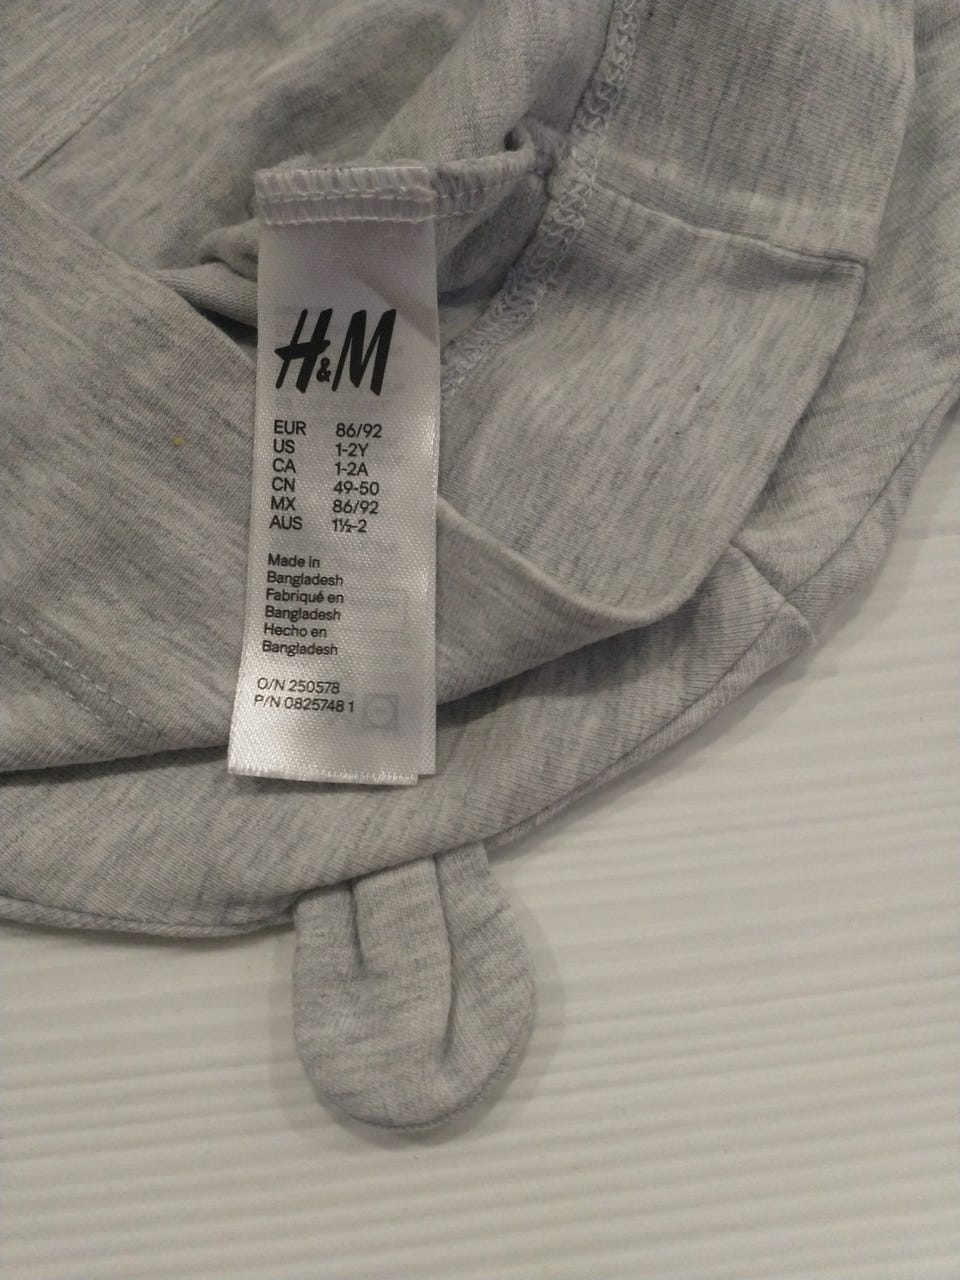 H&M
EUR 86/92
US 1-2Y
CA 1-2A
CN 49-50
MX 86/92
AUS 1½-2
Made in
Bangladesh
Fabriqué en
Bangladesh
Hecho en
Bangladesh
O/N 250578
P/N 0825748 1